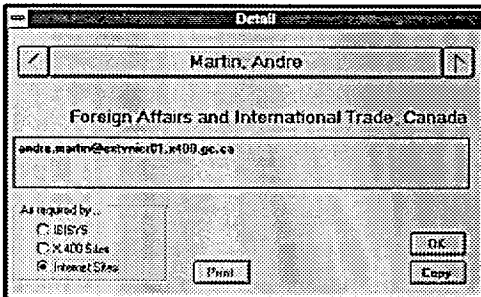 Detail
Martin, Andre
Foreign Affairs and International Trade, Canada
andre.martin@extvnict01.x400.gc.ca
As required by...
ISISYS
X.400 Sites
Internet Sites
Print
OK
Copy